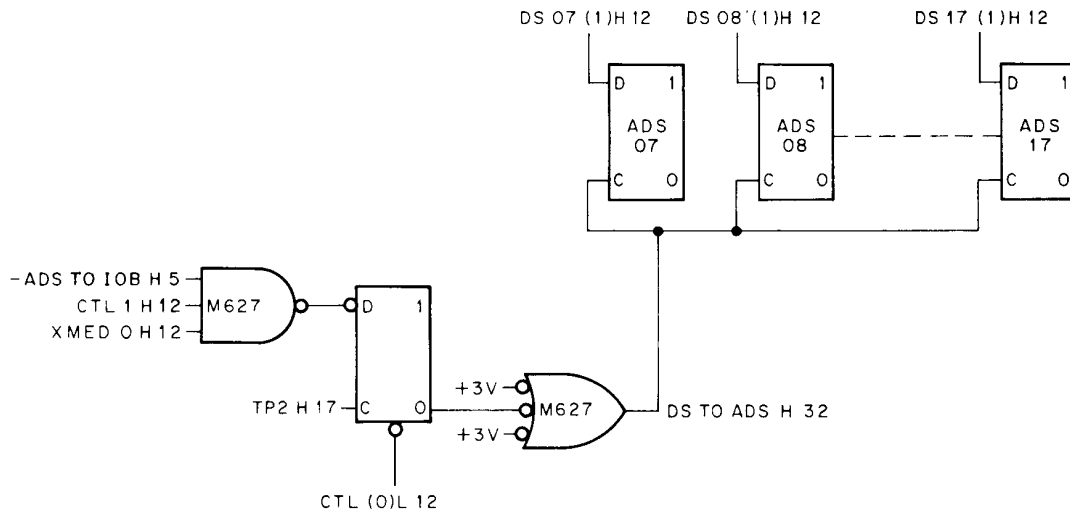 DS 07 (1)H 12
DS 08 (1)H 12
DS 17 (1)H 12
D 1
ADS
07
C 0
D 1
ADS
08
C 0
D 1
ADS
17
C 0
-ADS TO IOB H 5
CTL 1 H 12
XMED 0 H 12
M627
D 1
TP2 H 17
C 0
CTL (0)L 12
+3V
M627
+3V
DS TO ADS H 32